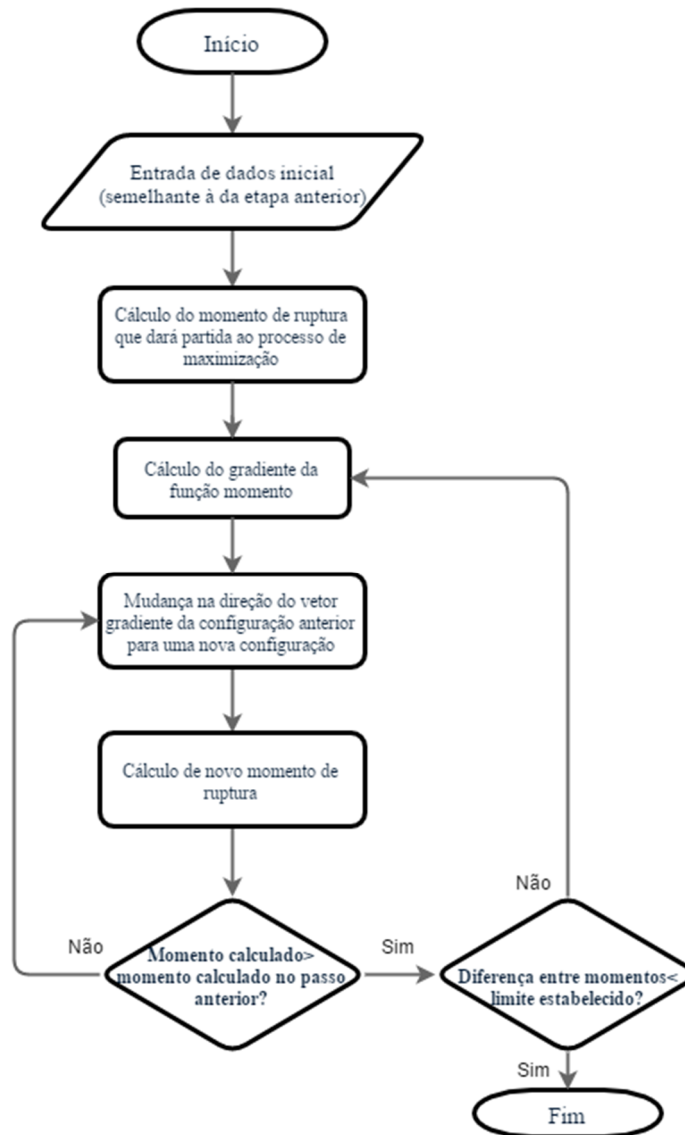 Início
Entrada de dados inicial
(semelhante à da etapa anterior)
Cálculo do momento de ruptura
que dará partida ao processo de
maximização
Cálculo do gradiente da
função momento
Mudança na direção do vetor
gradiente da configuração anterior
para uma nova configuração
Cálculo de novo momento de
ruptura
Não
Momento calculado>
momento calculado no passo
anterior?
Sim
Não
Diferença entre momentos<
limite estabelecido?
Sim
Fim